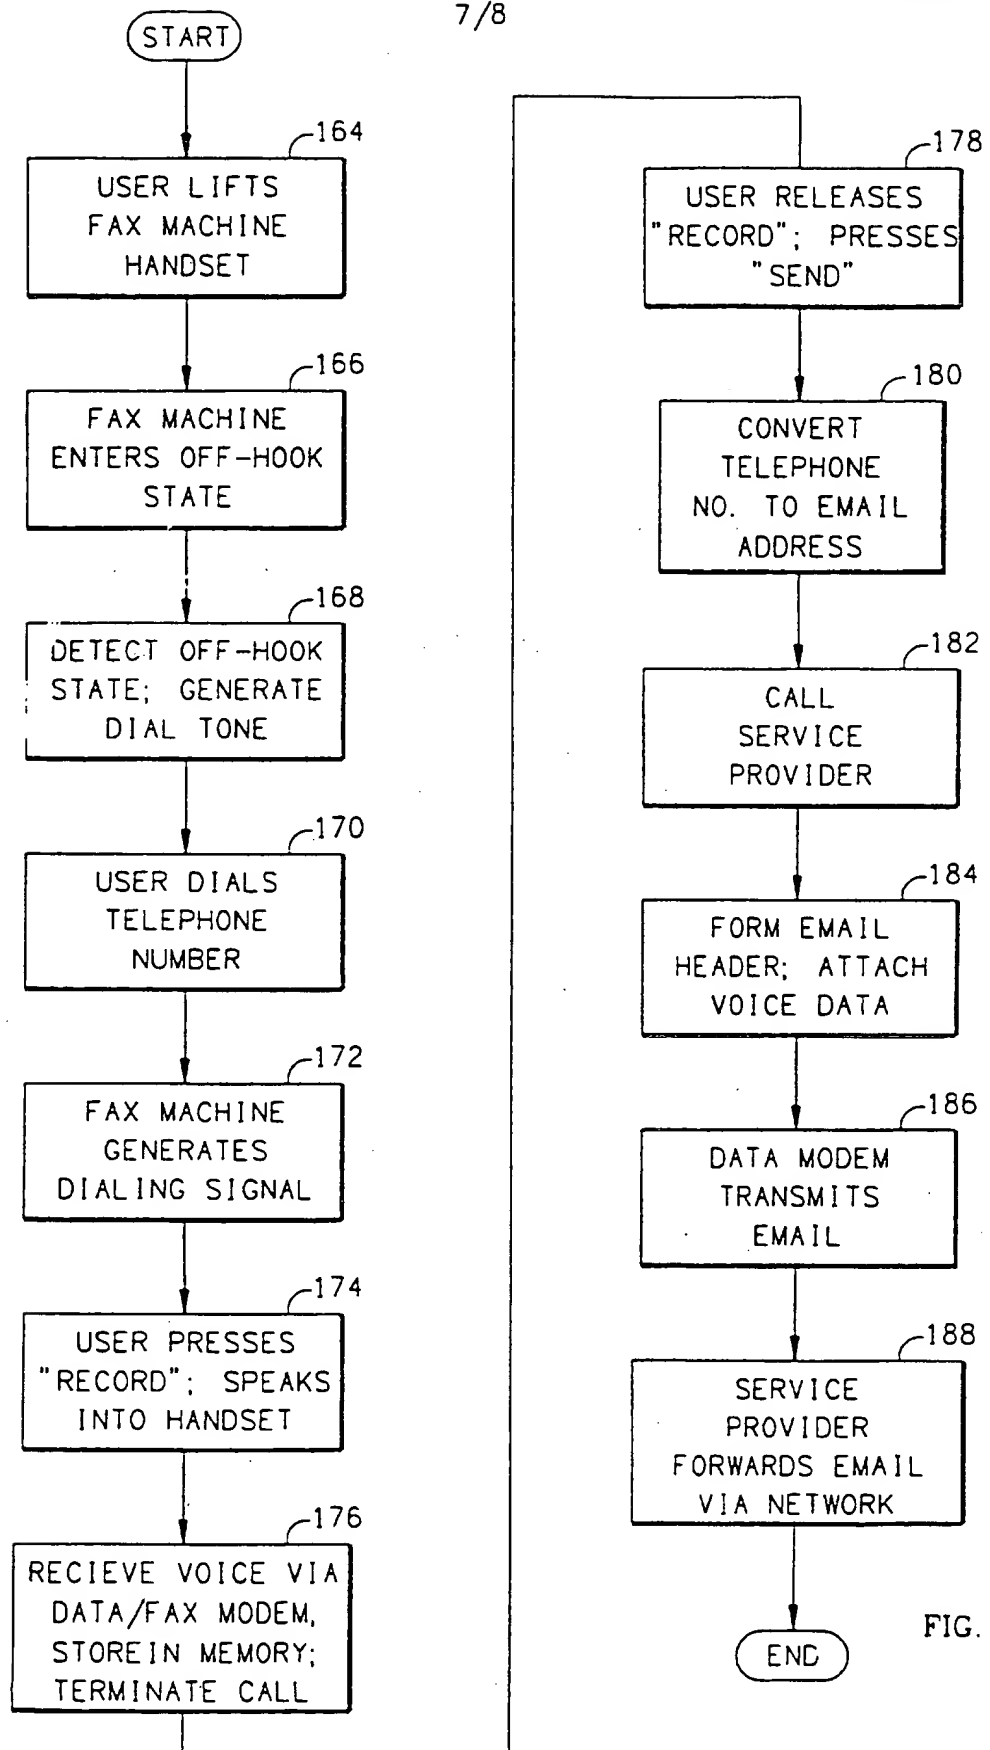 7/8
START
164
USER LIFTS
FAX MACHINE
HANDSET
166
FAX MACHINE
ENTERS OFF-HOOK
STATE
168
DETECT OFF-HOOK
STATE; GENERATE
DIAL TONE
170
USER DIALS
TELEPHONE
NUMBER
172
FAX MACHINE
GENERATES
DIALING SIGNAL
174
USER PRESSES
"RECORD"; SPEAKS
INTO HANDSET
176
RECIEVE VOICE VIA
DATA/FAX MODEM,
STOREIN MEMORY;
TERMINATE CALL
178
USER RELEASES
"RECORD"; PRESSES
"SEND"
180
CONVERT
TELEPHONE
NO. TO EMAIL
ADDRESS
182
CALL
SERVICE
PROVIDER
184
FORM EMAIL
HEADER; ATTACH
VOICE DATA
186
DATA MODEM
TRANSMITS
EMAIL
188
SERVICE
PROVIDER
FORWARDS EMAIL
VIA NETWORK
END
FIG.